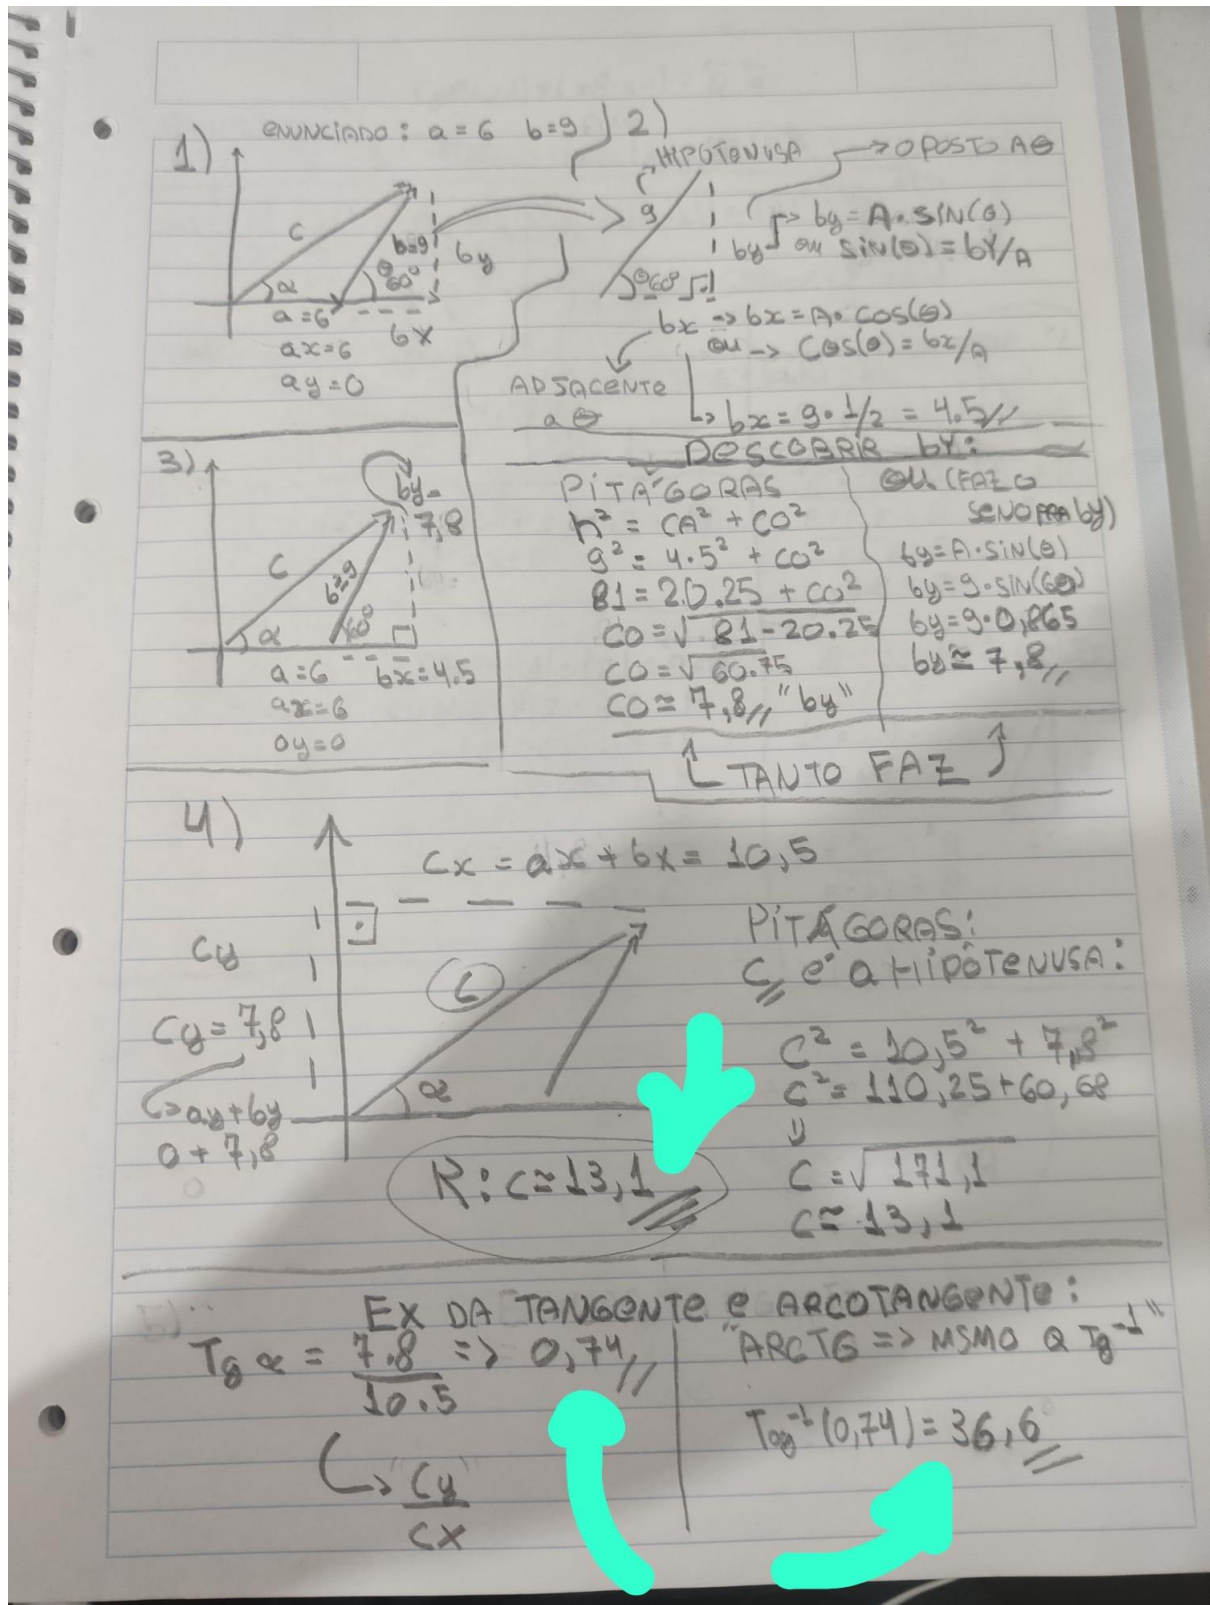 1)
enunciado: a = 6 b=9
C
b=9
by
θ
60°
α
a = 6
bx
ax=6
ay=0
2)
HIPOTENUSA
OPOSTO A θ
9
by
by = A. SIN(θ)
ou SIN(θ) = bY/A
θ60°
bx -> bx = A. COS(θ)
ou -> COS(θ) = bx/A
ADJACENTE
a θ
bx = 9. 1/2 = 4.5//
3)
by=
7,8
C
b=9
α
60°
a=6 bx=4.5
ax=6
ay=0
DESCOBRIR bY:
PITÁGORAS
h² = CA² + CO²
9² = 4.5² + CO²
81 = 20.25 + CO²
CO = √81-20.25
CO = √60.75
CO ≃ 7,8// "by"
OU (FAZ O
SENO PRA by)
by=A.SIN(θ)
by=9.SIN(60)
by=9.0,865
by ≃ 7,8//
TANTO FAZ
4)
Cx = ax + bx = 10,5
Cy
Cy = 7,8
ay+by
0 + 7,8
C
α
PITÁGORAS:
C// é a HIPÔTENUSA:
C² = 10,5² + 7,8²
C² = 110,25+60,68
C = √171,1
C ≃ 13,1
R: c ≃ 13,1
EX DA TANGENTE e ARCOTANGENTE:
Tg α = 7.8 => 0,74//
10.5
"Cy"
CX
"ARCTG => MSMO Q Tg⁻¹"
Tag⁻¹(0,74) = 36,6